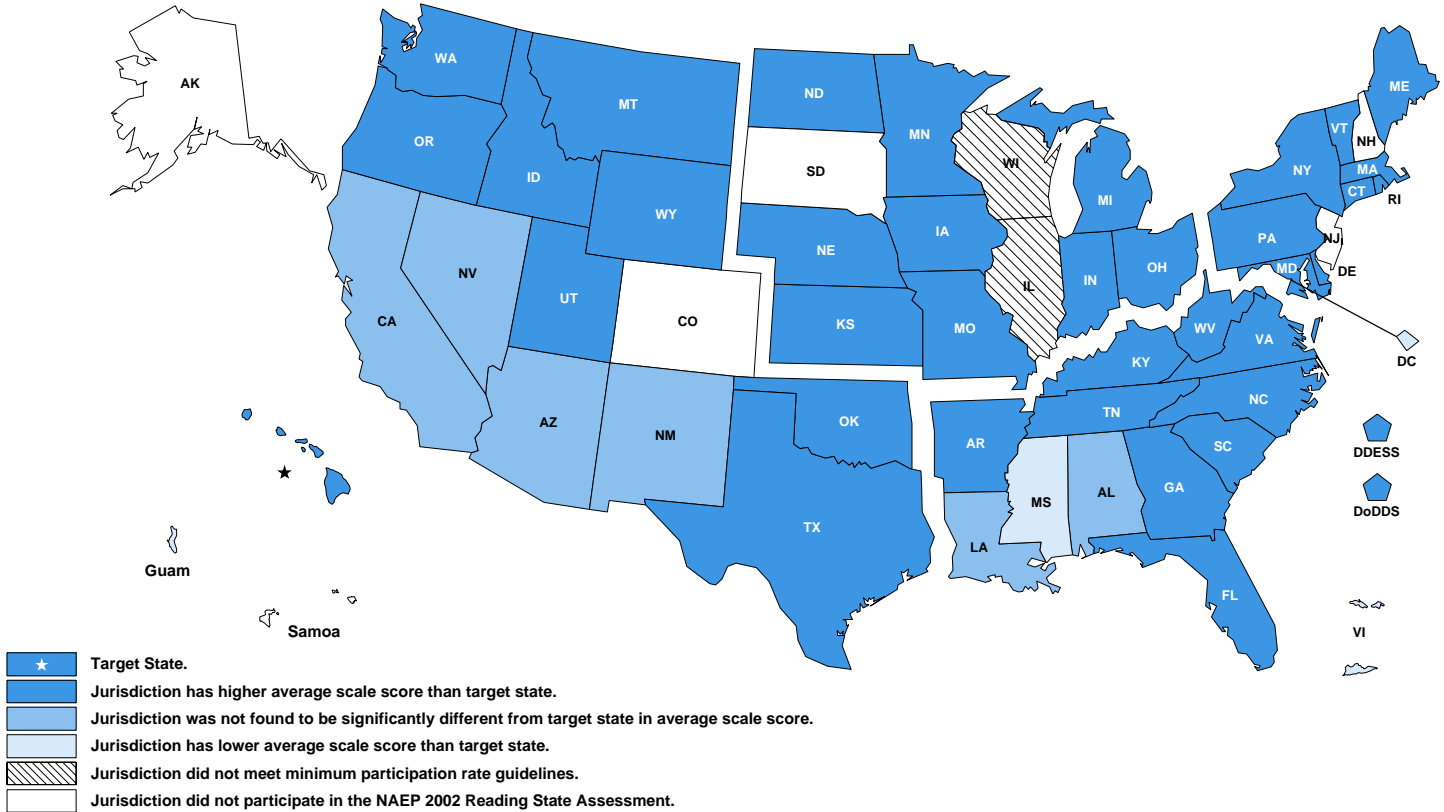 WA
MT
ND
MN
ME
AK
OR
ID
WY
SD
WI
MI
VT
NH
NY
MA
CT
RI
NV
UT
CO
NE
IA
IL
IN
OH
PA
NJ
MD
DE
CA
KS
MO
WV
VA
KY
DC
AZ
NM
OK
AR
TN
NC
SC
DDESS
TX
LA
MS
AL
GA
DoDDS
FL
Guam
Samoa
VI
Target State.
Jurisdiction has higher average scale score than target state.
Jurisdiction was not found to be significantly different from target state in average scale score.
Jurisdiction has lower average scale score than target state.
Jurisdiction did not meet minimum participation rate guidelines.
Jurisdiction did not participate in the NAEP 2002 Reading State Assessment.